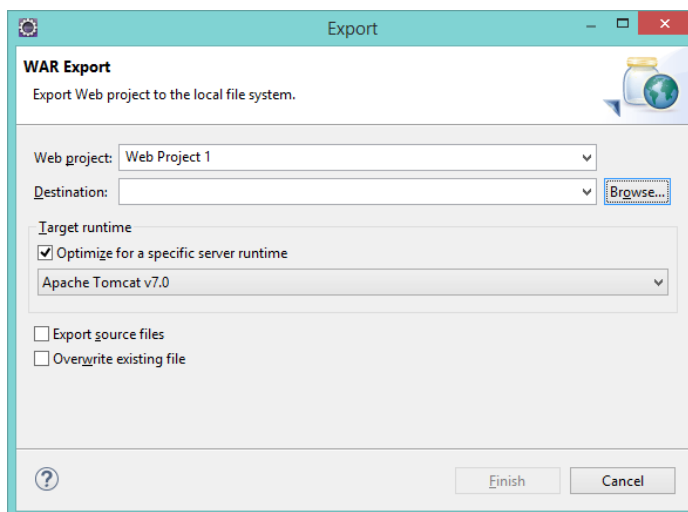 Export
WAR Export
Export Web project to the local file system.
Web project: Web Project 1
Destination: Browse...
Target runtime
Optimize for a specific server runtime
Apache Tomcat v7.0
Export source files
Overwrite existing file
? Finish Cancel